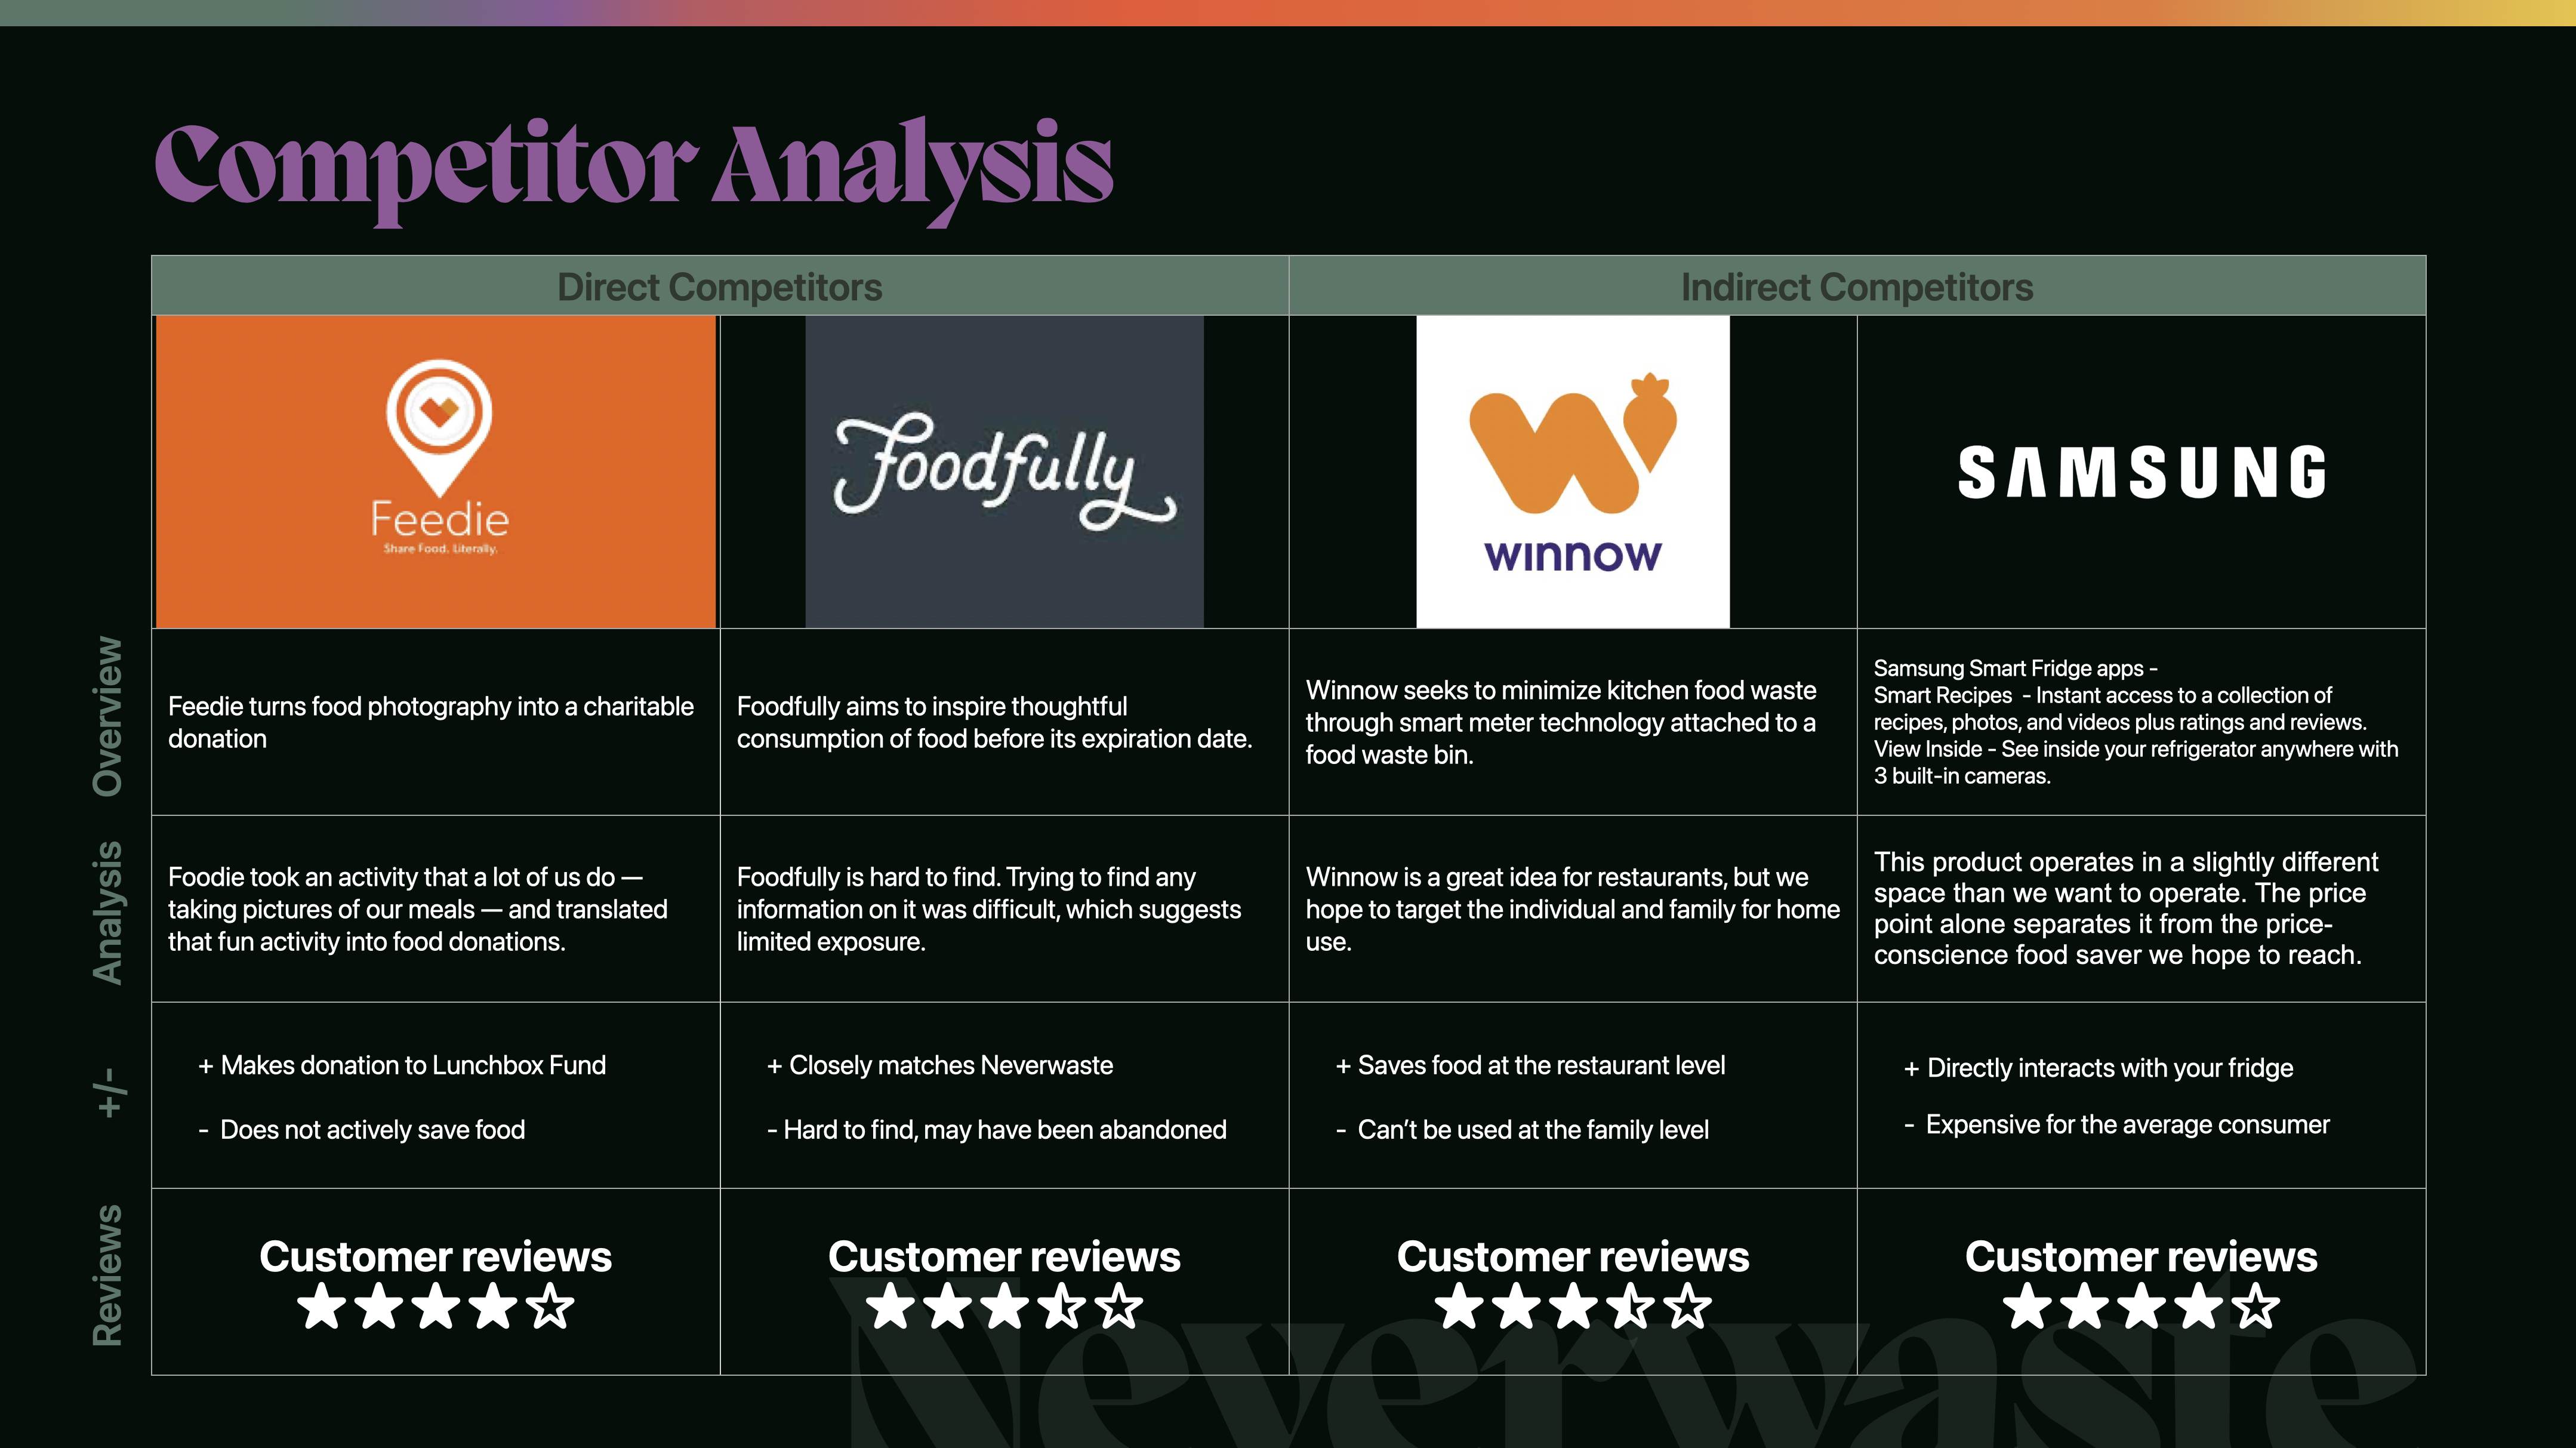 Competitor Analysis
Direct Competitors
Indirect Competitors
Feedie
Share Food. Literally.
Foodfully
winnow
SAMSUNG
Overview
Feedie turns food photography into a charitable
donation
Foodfully aims to inspire thoughtful
consumption of food before its expiration date.
Winnow seeks to minimize kitchen food waste
through smart meter technology attached to a
food waste bin.
Samsung Smart Fridge apps -
Smart Recipes - Instant access to a collection of
recipes, photos, and videos plus ratings and reviews.
View Inside - See inside your refrigerator anywhere with
3 built-in cameras.
Analysis
Foodie took an activity that a lot of us do —
taking pictures of our meals — and translated
that fun activity into food donations.
Foodfully is hard to find. Trying to find any
information on it was difficult, which suggests
limited exposure.
Winnow is a great idea for restaurants, but we
hope to target the individual and family for home
use.
This product operates in a slightly different
space than we want to operate. The price
point alone separates it from the price-
conscience food saver we hope to reach.
+/-
+ Makes donation to Lunchbox Fund
- Does not actively save food
+ Closely matches Neverwaste
- Hard to find, may have been abandoned
+ Saves food at the restaurant level
- Can’t be used at the family level
+ Directly interacts with your fridge
- Expensive for the average consumer
Reviews
Customer reviews
Customer reviews
Customer reviews
Customer reviews
Neverwaste